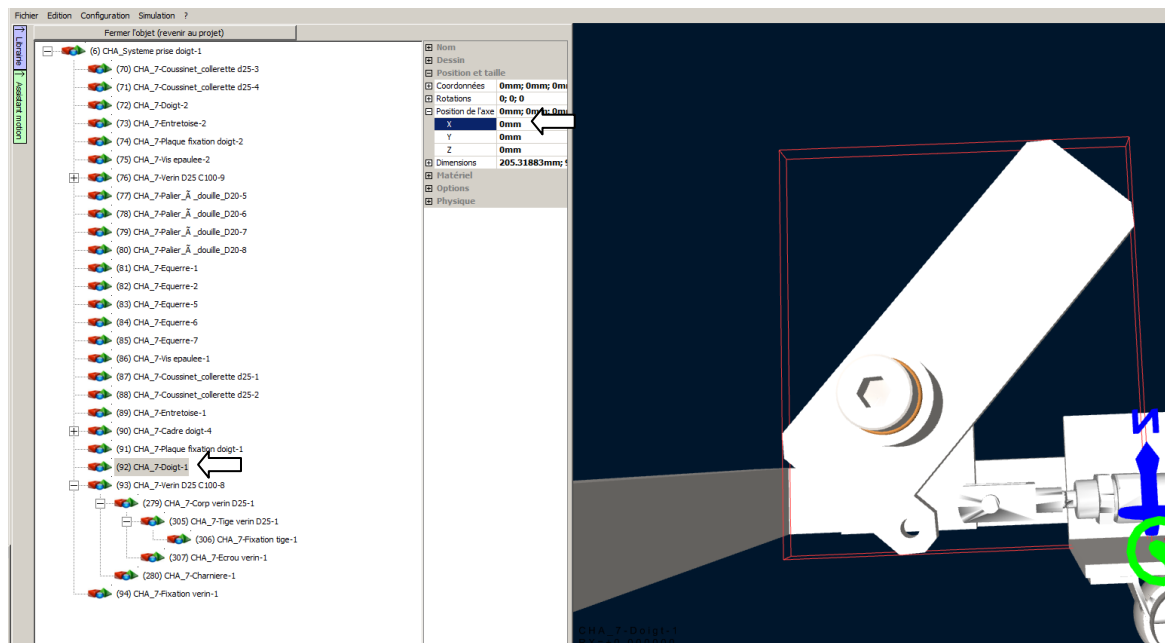 Fichier Edition Configuration Simulation ?
Librairie
Assistant motion
Fermer l'objet (revenir au projet)
(6) CHA_Systeme prise doigt-1
(70) CHA_7-Coussinet_collerette d25-3
(71) CHA_7-Coussinet_collerette d25-4
(72) CHA_7-Doigt-2
(73) CHA_7-Entretoise-2
(74) CHA_7-Plaque fixation doigt-2
(75) CHA_7-Vis epaulee-2
(76) CHA_7-Verin D25 C100-9
(77) CHA_7-Palier_Ã _douille_D20-5
(78) CHA_7-Palier_Ã _douille_D20-6
(79) CHA_7-Palier_Ã _douille_D20-7
(80) CHA_7-Palier_Ã _douille_D20-8
(81) CHA_7-Equerre-1
(82) CHA_7-Equerre-2
(83) CHA_7-Equerre-5
(84) CHA_7-Equerre-6
(85) CHA_7-Equerre-7
(86) CHA_7-Vis epaulee-1
(87) CHA_7-Coussinet_collerette d25-1
(88) CHA_7-Coussinet_collerette d25-2
(89) CHA_7-Entretoise-1
(90) CHA_7-Cadre doigt-4
(91) CHA_7-Plaque fixation doigt-1
(92) CHA_7-Doigt-1
(93) CHA_7-Verin D25 C100-8
(279) CHA_7-Corp verin D25-1
(305) CHA_7-Tige verin D25-1
(306) CHA_7-Fixation tige-1
(307) CHA_7-Ecrou verin-1
(280) CHA_7-Charniere-1
(94) CHA_7-Fixation verin-1
Nom
Dessin
Position et taille
Coordonnées 0mm; 0mm; 0m
Rotations 0; 0; 0
Position de l'axe 0mm; 0mm; 0m
X 0mm
Y 0mm
Z 0mm
Dimensions 205.31883mm; 9
Matériel
Options
Physique
CHA_7-Doigt-1